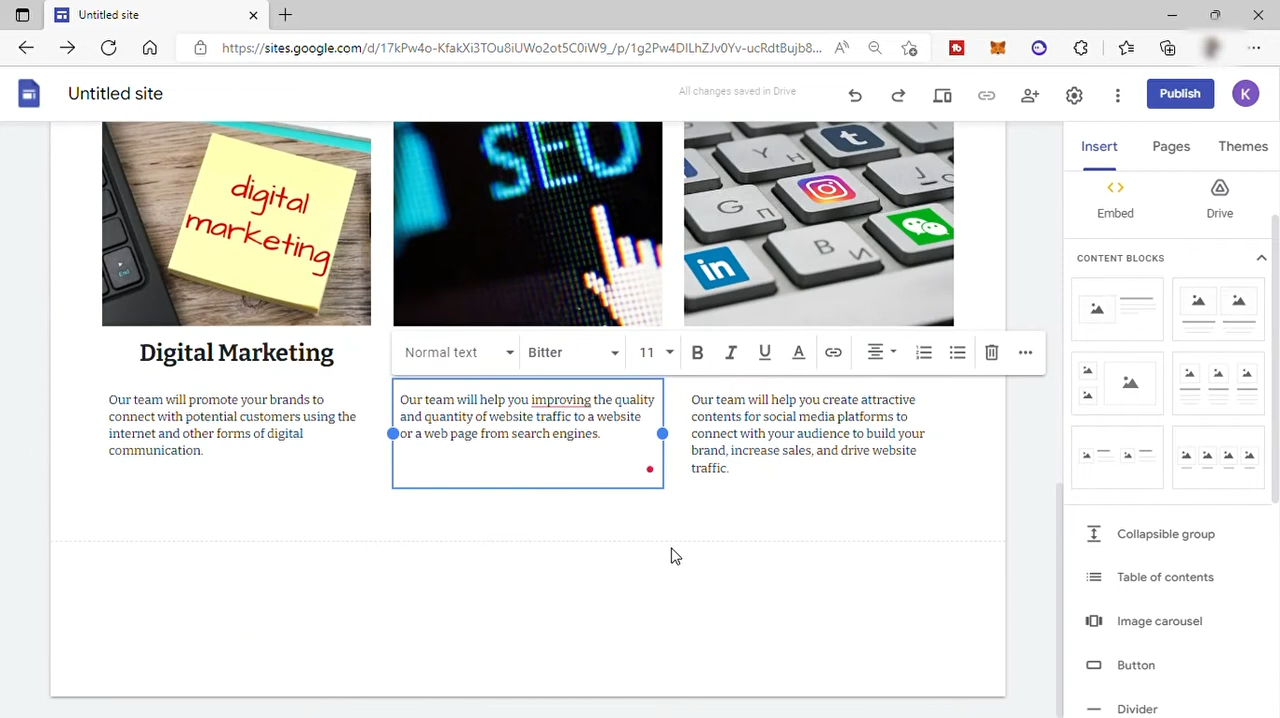 Untitled site
https://sites.google.com/d/17kPw4o-KfakXi3TOu8iUWo2ot5C0iW9_/p/1g2Pw4DlLhZJv0Yv-ucRdtBujb8...
Untitled site
All changes saved in Drive
Publish
K
Insert
Pages
Themes
Embed
Drive
CONTENT BLOCKS
digital
marketing
End
SEO
in
Digital Marketing
Normal text
Bitter
11
Our team will promote your brands to
connect with potential customers using the
internet and other forms of digital
communication.
Our team will help you improving the quality
and quantity of website traffic to a website
or a web page from search engines.
Our team will help you create attractive
contents for social media platforms to
connect with your audience to build your
brand, increase sales, and drive website
traffic.
Collapsible group
Table of contents
Image carousel
Button
Divider